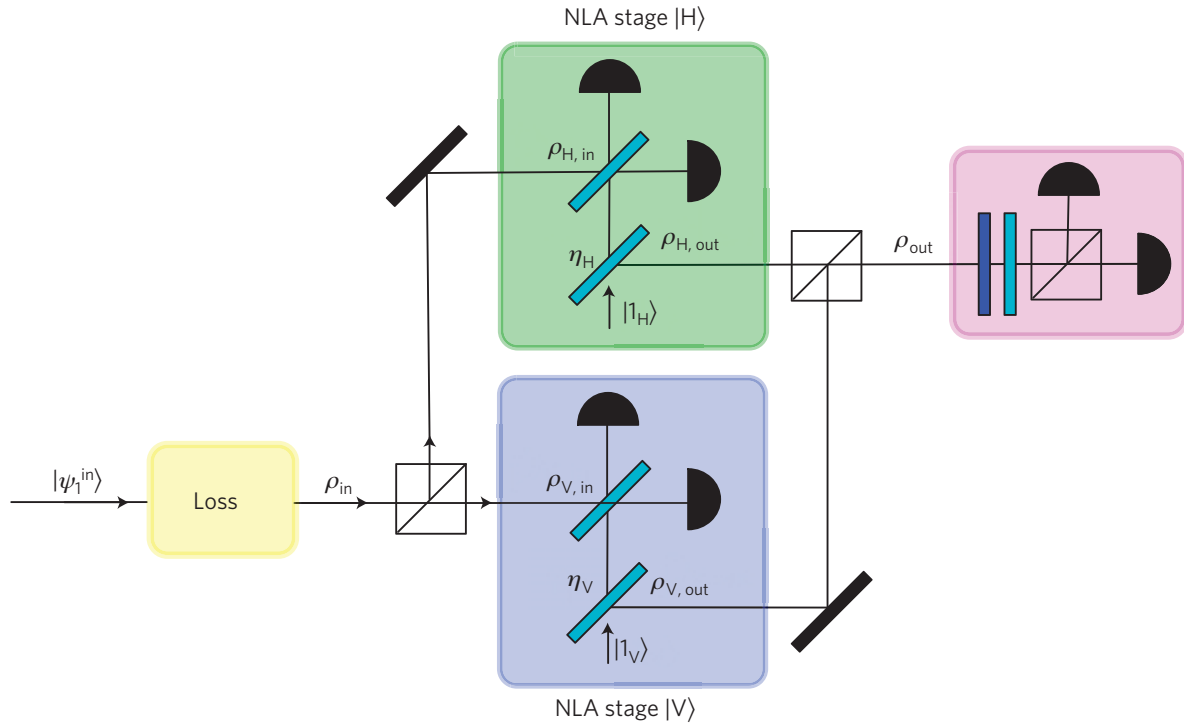 NLA stage |H⟩
ρH, in
ηH
ρH, out
|1H⟩
ρout
|ψ1in⟩
Loss
ρin
ρV, in
ηV
ρV, out
|1V⟩
NLA stage |V⟩